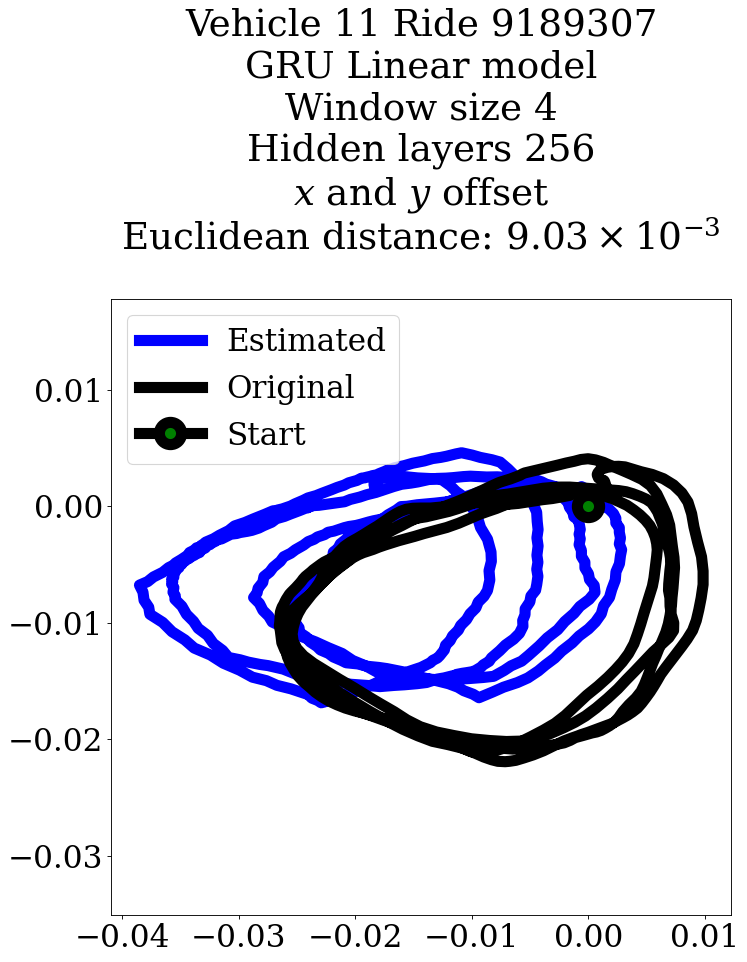 Vehicle 11 Ride 9189307
GRU Linear model
Window size 4
Hidden layers 256
x and y offset
Euclidean distance: 9.03 × 10⁻³
Estimated
Original
Start
0.01
0.00
−0.01
−0.02
−0.03
−0.04 −0.03 −0.02 −0.01 0.00 0.01